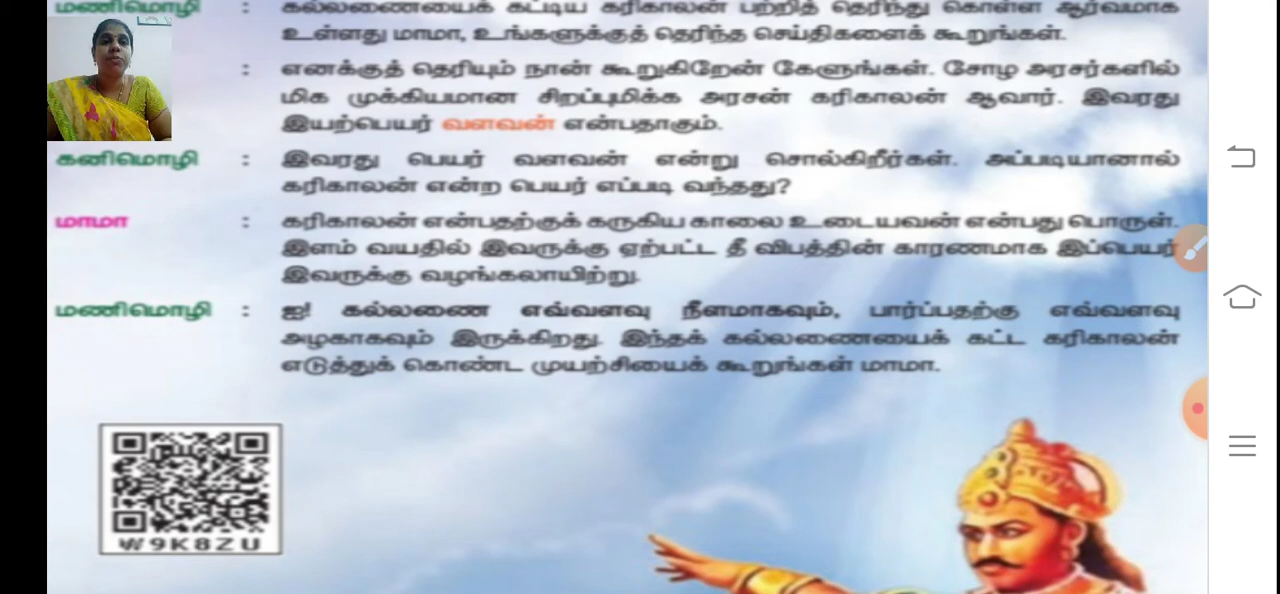 மணிமொழி : கல்லணையைக் கட்டிய கரிகாலன் பற்றித் தெரிந்து கொள்ள ஆர்வமாக
உள்ளது மாமா, உங்களுக்குத் தெரிந்த செய்திகளைக் கூறுங்கள்.
: எனக்குத் தெரியும் நான் கூறுகிறேன் கேளுங்கள். சோழ அரசர்களில்
மிக முக்கியமான சிறப்புமிக்க அரசன் கரிகாலன் ஆவார். இவரது
இயற்பெயர் வளவன் என்பதாகும்.
கனிமொழி : இவரது பெயர் வளவன் என்று சொல்கிறீர்கள். அப்படியானால்
கரிகாலன் என்ற பெயர் எப்படி வந்தது?
மாமா : கரிகாலன் என்பதற்குக் கருகிய காலை உடையவன் என்பது பொருள்.
இளம் வயதில் இவருக்கு ஏற்பட்ட தீ விபத்தின் காரணமாக இப்பெயர்
இவருக்கு வழங்கலாயிற்று.
மணிமொழி : ஐ! கல்லணை எவ்வளவு நீளமாகவும், பார்ப்பதற்கு எவ்வளவு
அழகாகவும் இருக்கிறது. இந்தக் கல்லணையைக் கட்ட கரிகாலன்
எடுத்துக் கொண்ட முயற்சியைக் கூறுங்கள் மாமா.
W9K8ZU